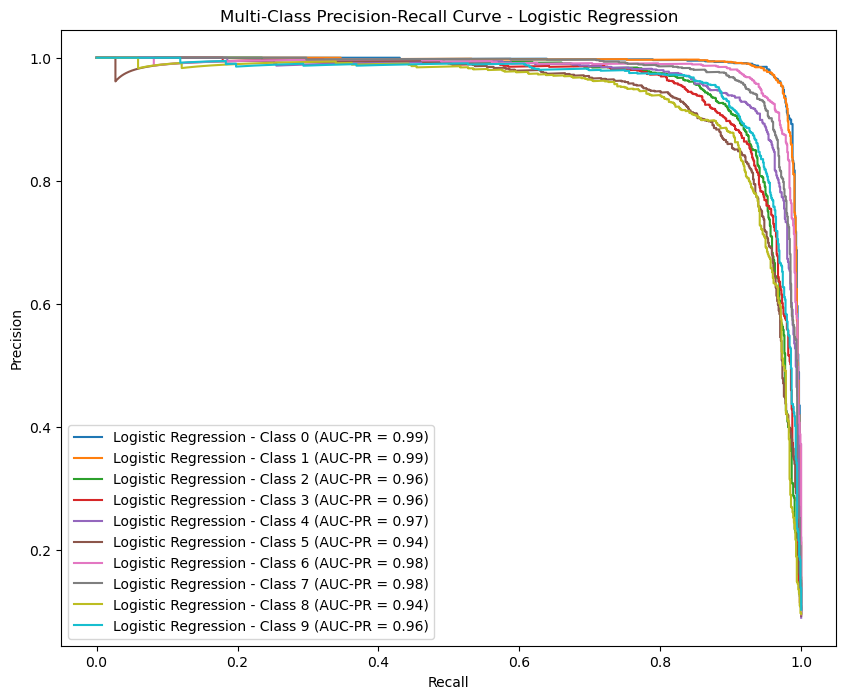 Multi-Class Precision-Recall Curve - Logistic Regression
1.0
0.8
0.6
0.4
0.2
Precision
Logistic Regression - Class 0 (AUC-PR = 0.99)
Logistic Regression - Class 1 (AUC-PR = 0.99)
Logistic Regression - Class 2 (AUC-PR = 0.96)
Logistic Regression - Class 3 (AUC-PR = 0.96)
Logistic Regression - Class 4 (AUC-PR = 0.97)
Logistic Regression - Class 5 (AUC-PR = 0.94)
Logistic Regression - Class 6 (AUC-PR = 0.98)
Logistic Regression - Class 7 (AUC-PR = 0.98)
Logistic Regression - Class 8 (AUC-PR = 0.94)
Logistic Regression - Class 9 (AUC-PR = 0.96)
0.0 0.2 0.4 0.6 0.8 1.0
Recall